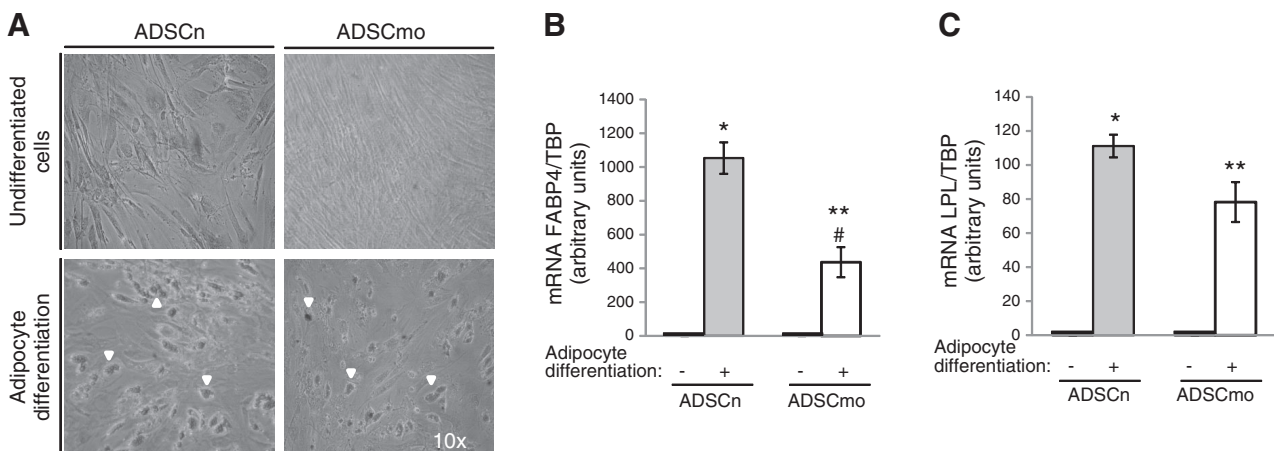 A
ADSCn
ADSCmo
Undifferentiated
cells
Adipocyte
differentiation
10x
B
mRNA FABP4/TBP
(arbitrary units)
1400
1200
1000
800
600
400
200
0
*
**
#
Adipocyte
differentiation:
- + - +
ADSCn ADSCmo
C
mRNA LPL/TBP
(arbitrary units)
140
120
100
80
60
40
20
0
*
**
Adipocyte
differentiation:
- + - +
ADSCn ADSCmo